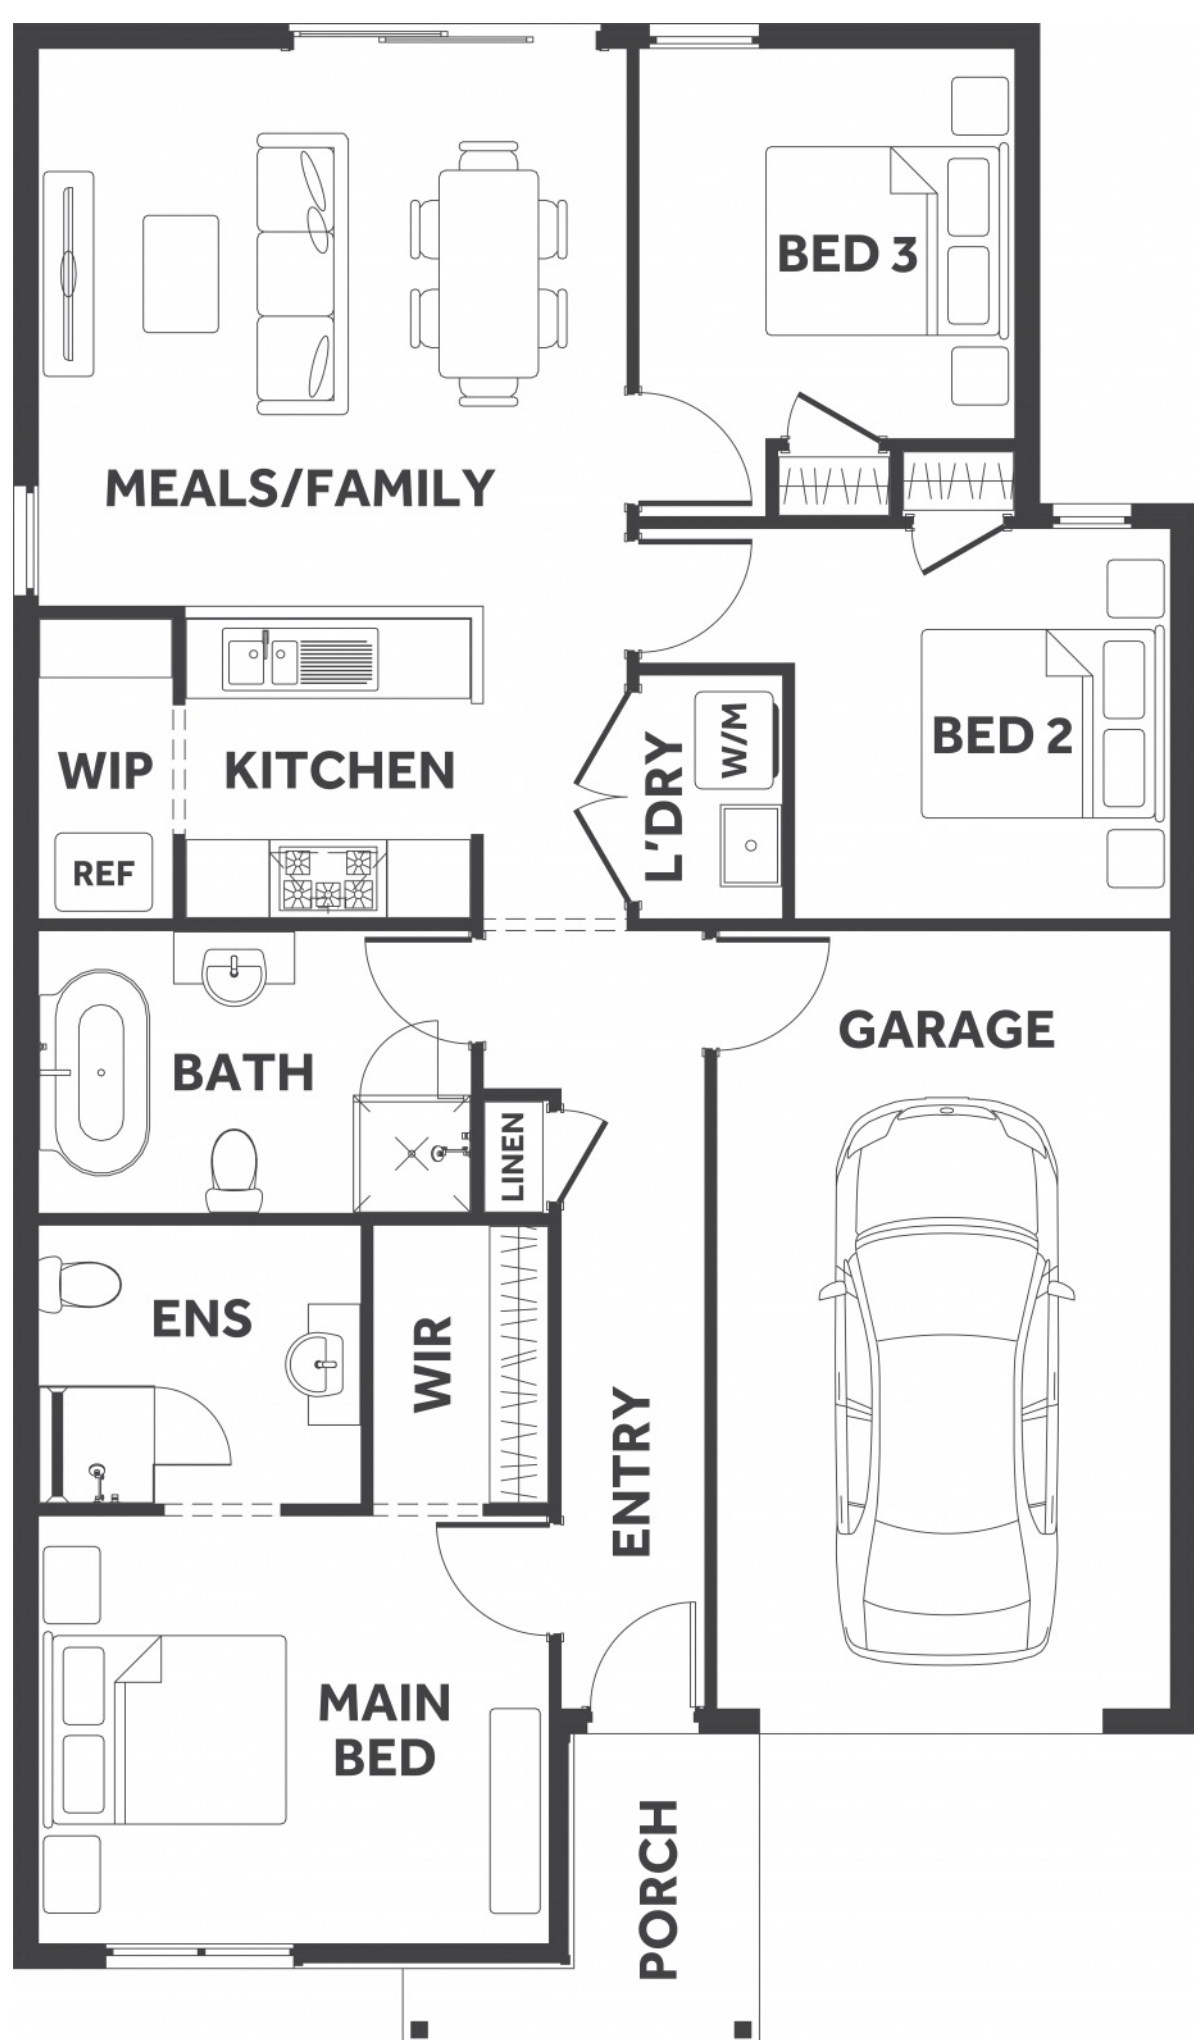 BED 3
MEALS/FAMILY
WIP
KITCHEN
L'DRY
W/M
BED 2
REF
GARAGE
BATH
LINEN
ENS
WIR
ENTRY
MAIN
BED
PORCH